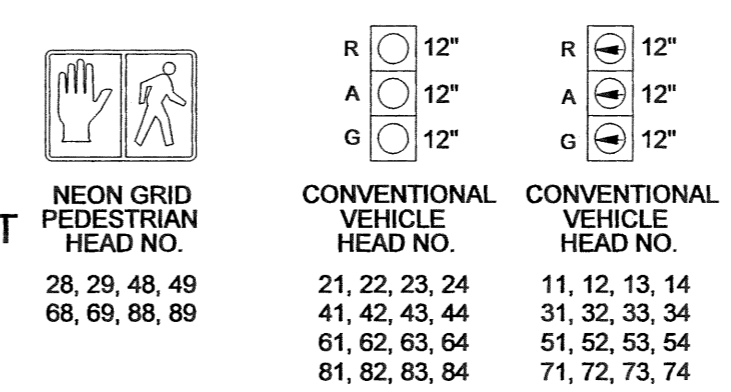 R 12"
A 12"
G 12"
R 12"
A 12"
G 12"
T
NEON GRID
PEDESTRIAN
HEAD NO.
28, 29, 48, 49
68, 69, 88, 89
CONVENTIONAL
VEHICLE
HEAD NO.
21, 22, 23, 24
41, 42, 43, 44
61, 62, 63, 64
81, 82, 83, 84
CONVENTIONAL
VEHICLE
HEAD NO.
11, 12, 13, 14
31, 32, 33, 34
51, 52, 53, 54
71, 72, 73, 74